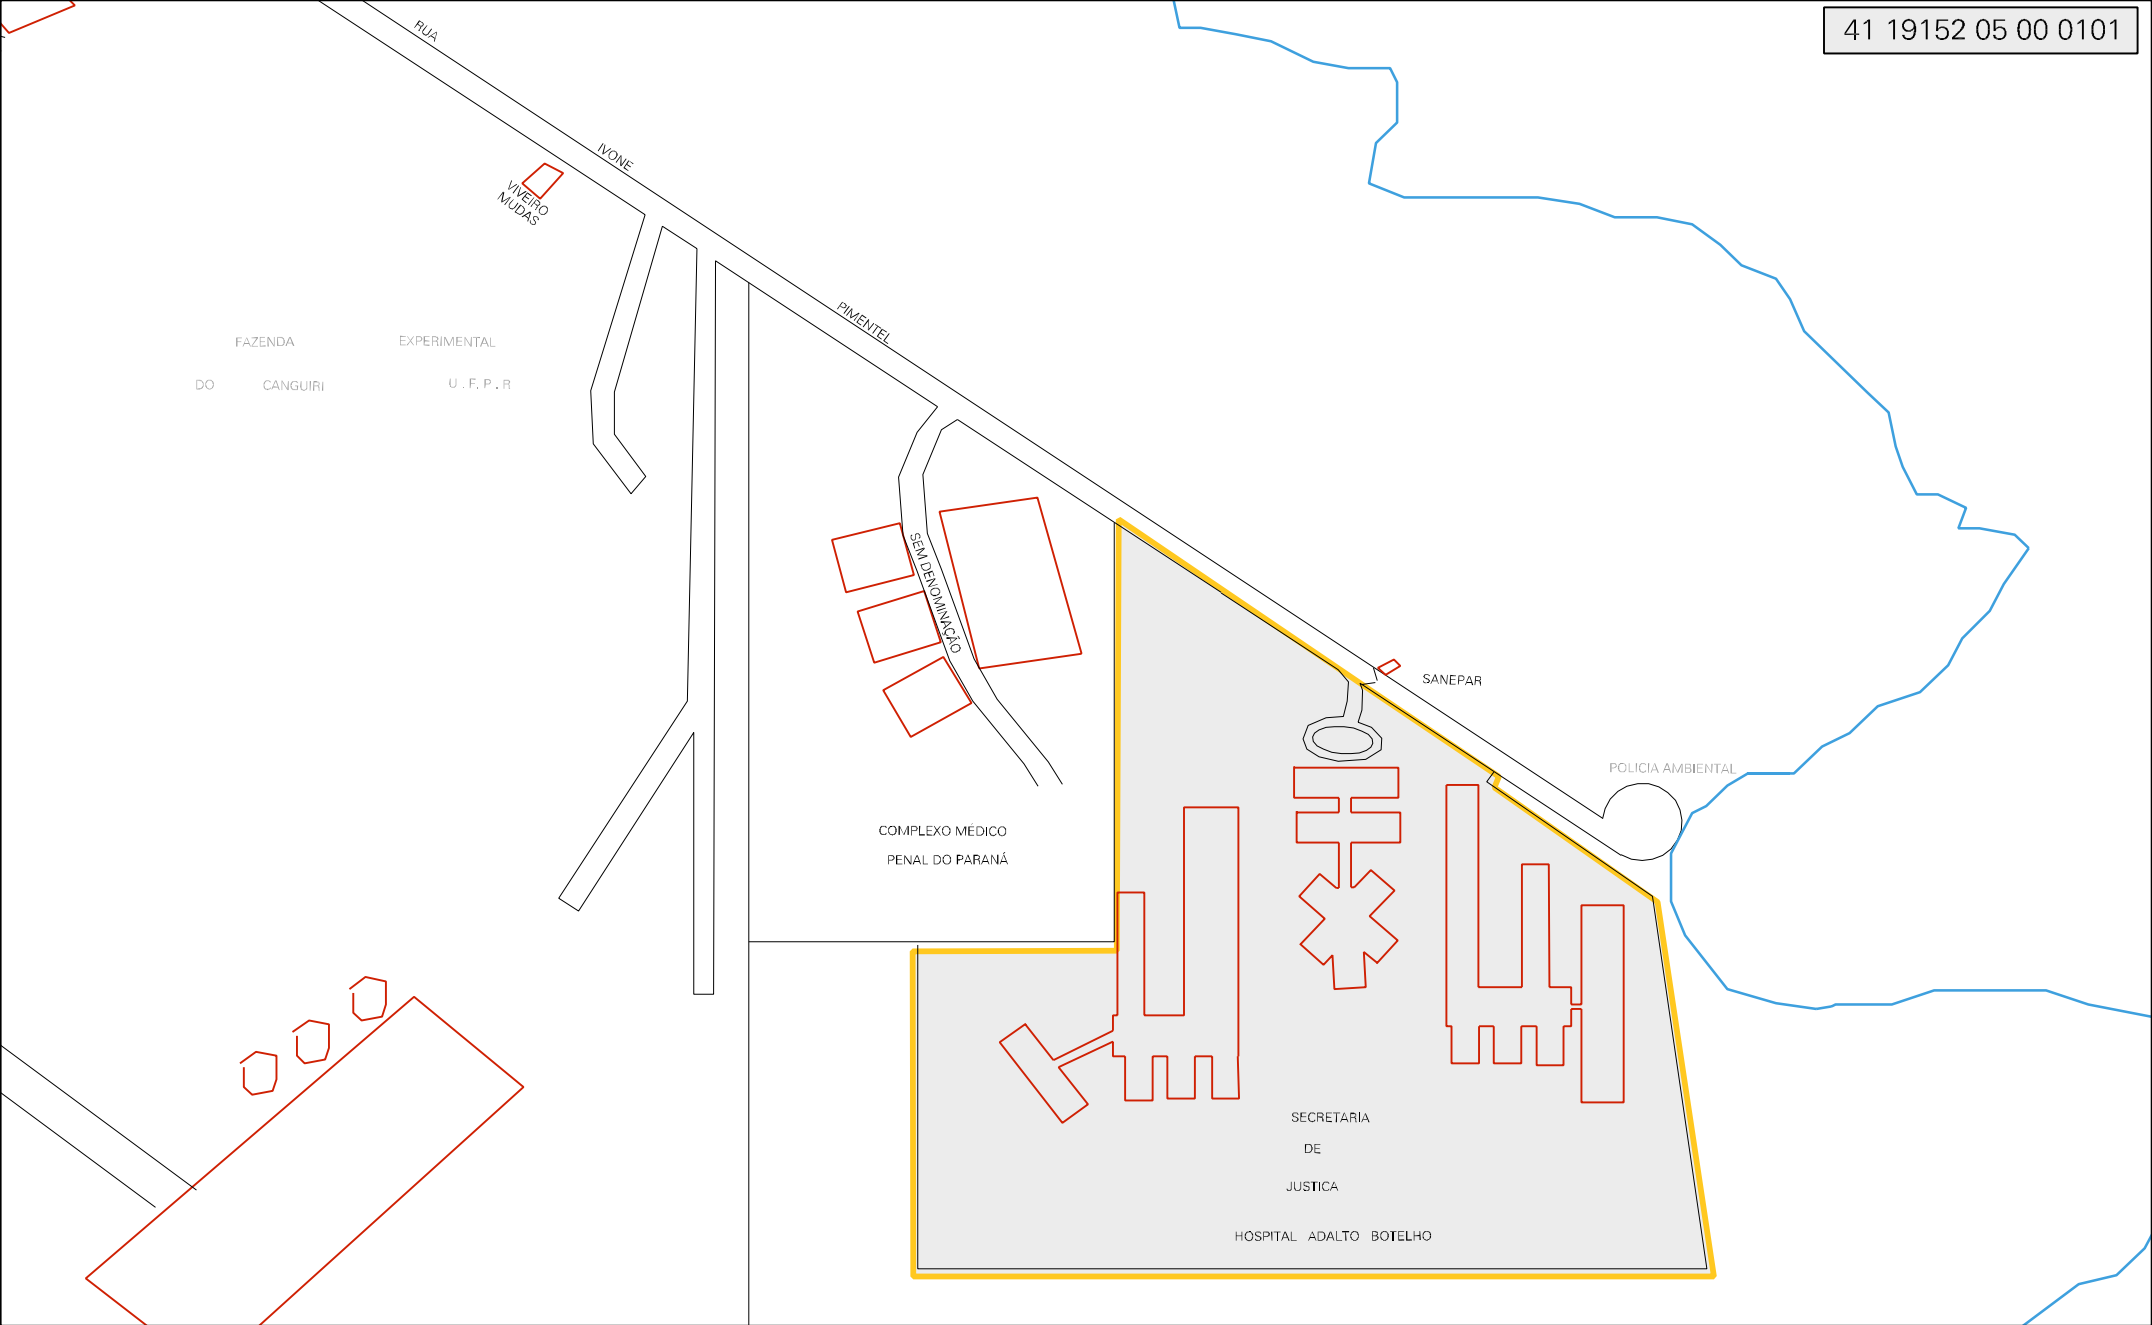 41 19152 05 00 0101
RUA
IVONE
PIMENTEL
VIVEIRO
MUDAS
FAZENDA EXPERIMENTAL
DO CANGUIRI U.F.P.R
SEM DENOMINAÇÃO
SANEPAR
POLICIA AMBIENTAL
COMPLEXO MÉDICO
PENAL DO PARANÁ
SECRETARIA
DE
JUSTICA
HOSPITAL ADALTO BOTELHO